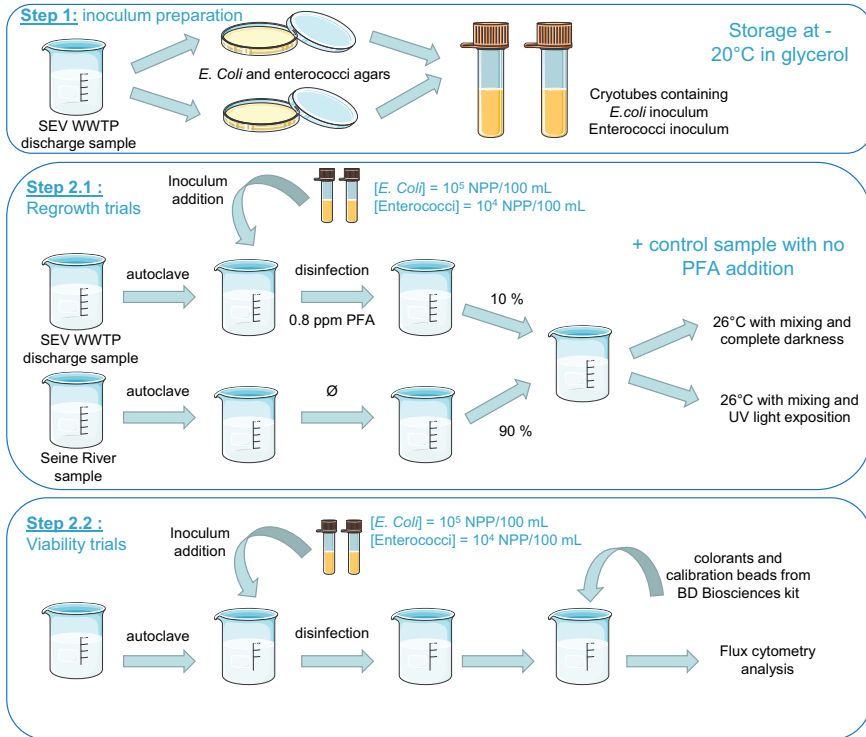 Step 1: inoculum preparation
Storage at -
20°C in glycerol
E. Coli and enterococci agars
SEV WWTP
discharge sample
Cryotubes containing
E.coli inoculum
Enterococci inoculum
Step 2.1 :
Regrowth trials
Inoculum
addition
[E. Coli] = 10⁵ NPP/100 mL
[Enterococci] = 10⁴ NPP/100 mL
+ control sample with no
PFA addition
autoclave
disinfection
0.8 ppm PFA
10 %
SEV WWTP
discharge sample
26°C with mixing and
complete darkness
autoclave
Ø
90 %
26°C with mixing and
UV light exposition
Seine River
sample
Step 2.2 :
Viability trials
Inoculum
addition
[E. Coli] = 10⁵ NPP/100 mL
[Enterococci] = 10⁴ NPP/100 mL
colorants and
calibration beads from
BD Biosciences kit
autoclave
disinfection
Flux cytometry
analysis